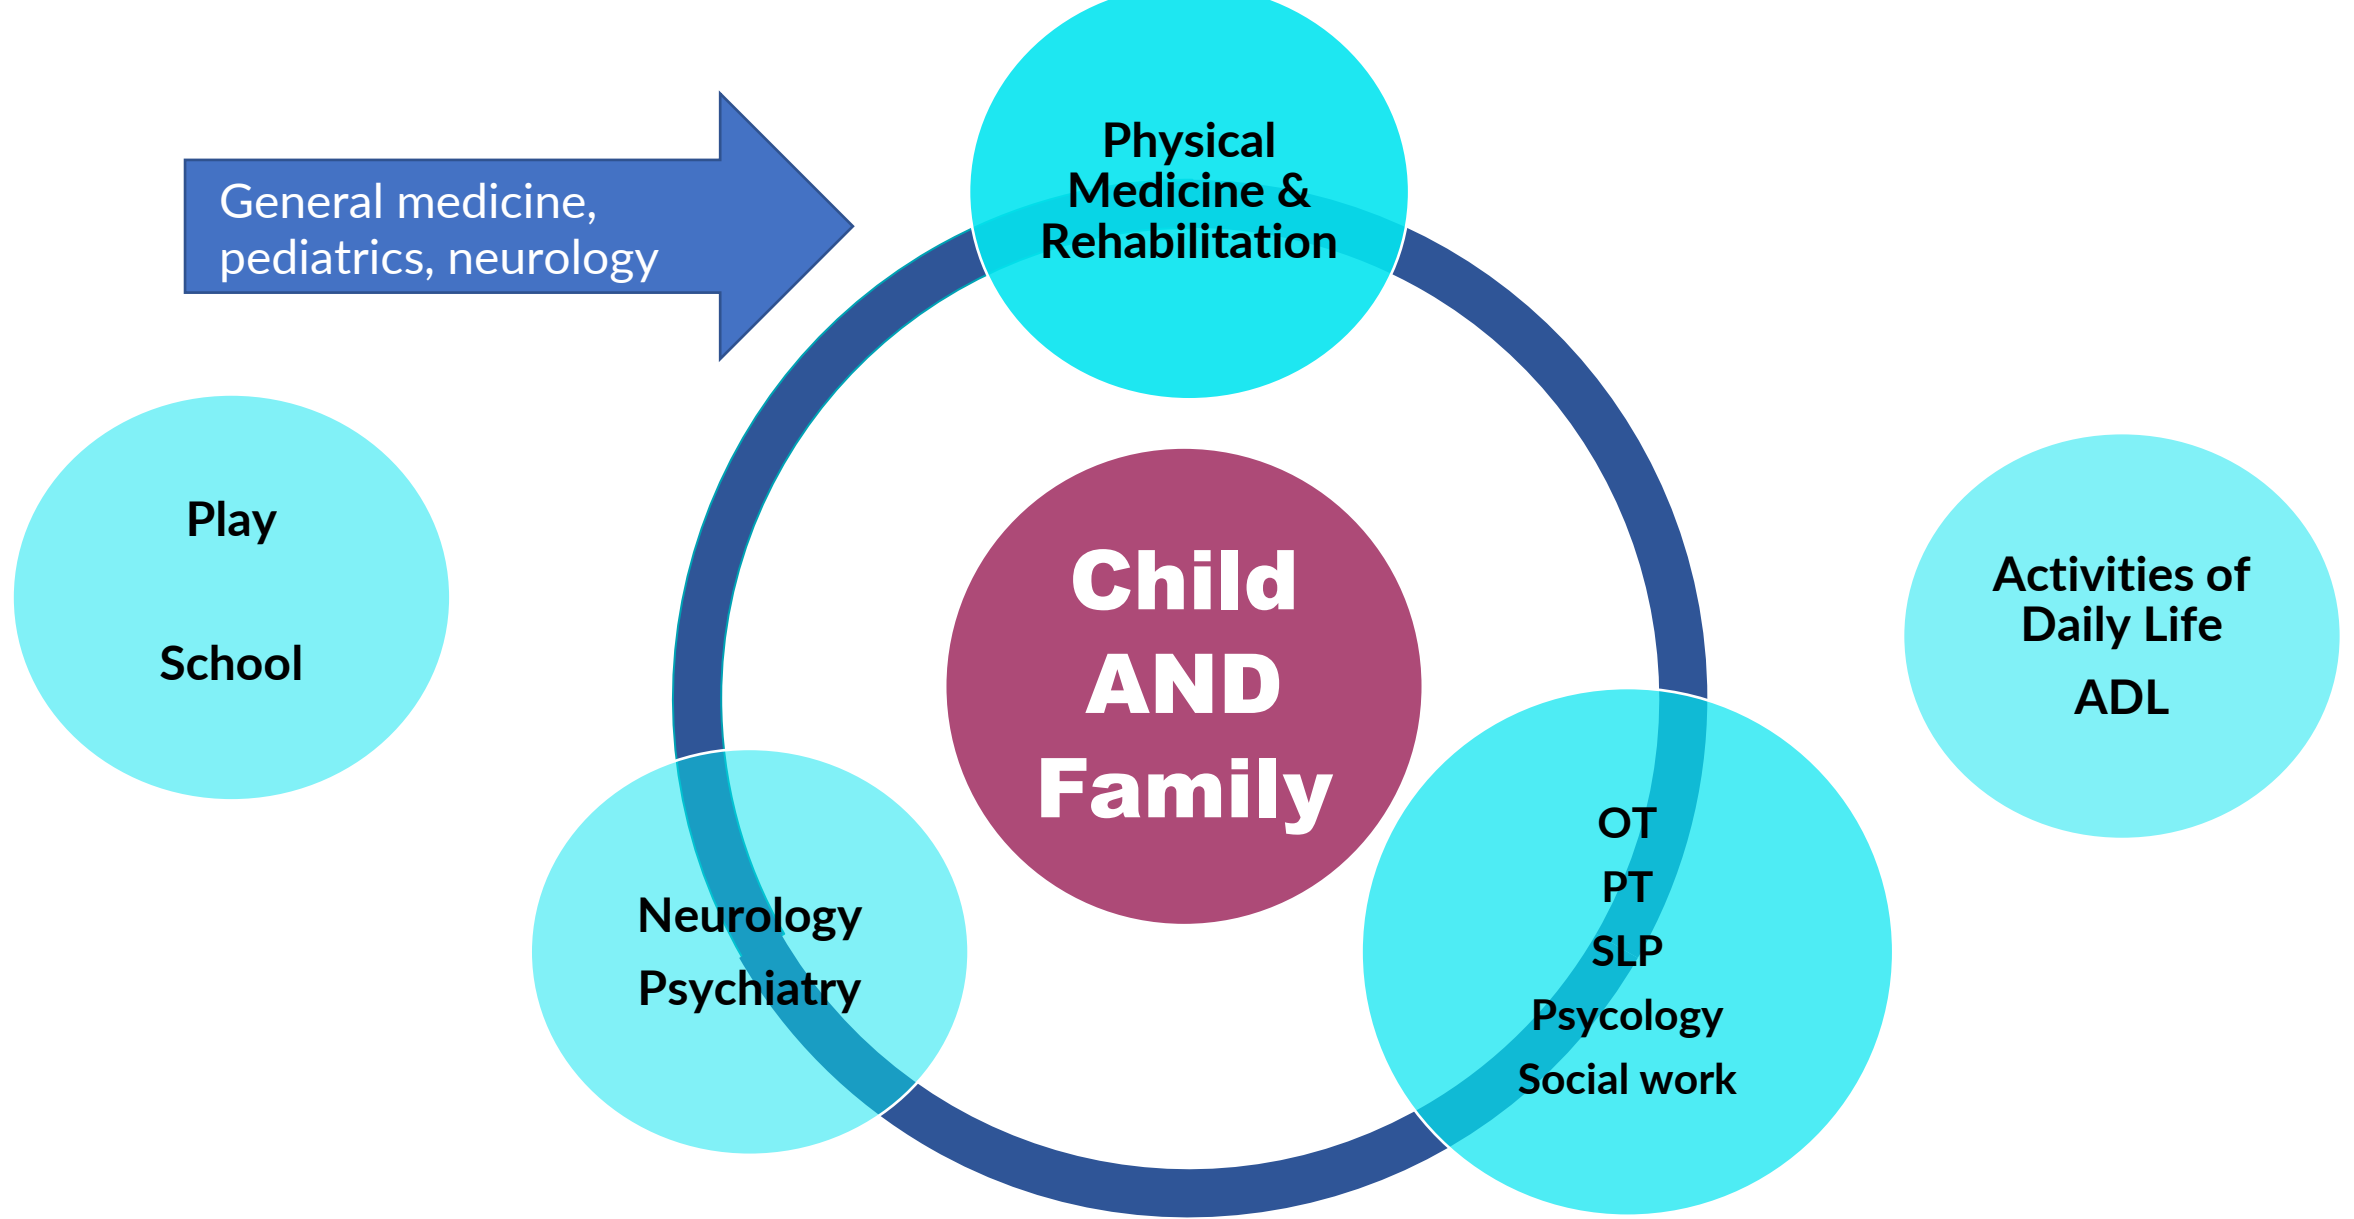 Physical
Medicine &
Rehabilitation
General medicine,
pediatrics, neurology
Play
School
Child
AND
Family
Activities of
Daily Life
ADL
Neurology
Psychiatry
OT
PT
SLP
Psycology
Social work